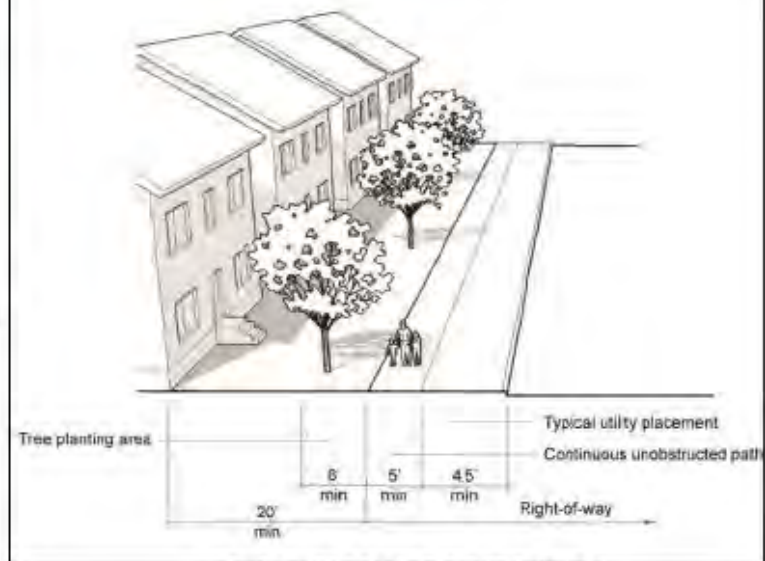 Tree planting area
Typical utility placement
Continuous unobstructed path
5'
min
4.5'
min
min
20'
min
Right-of-way